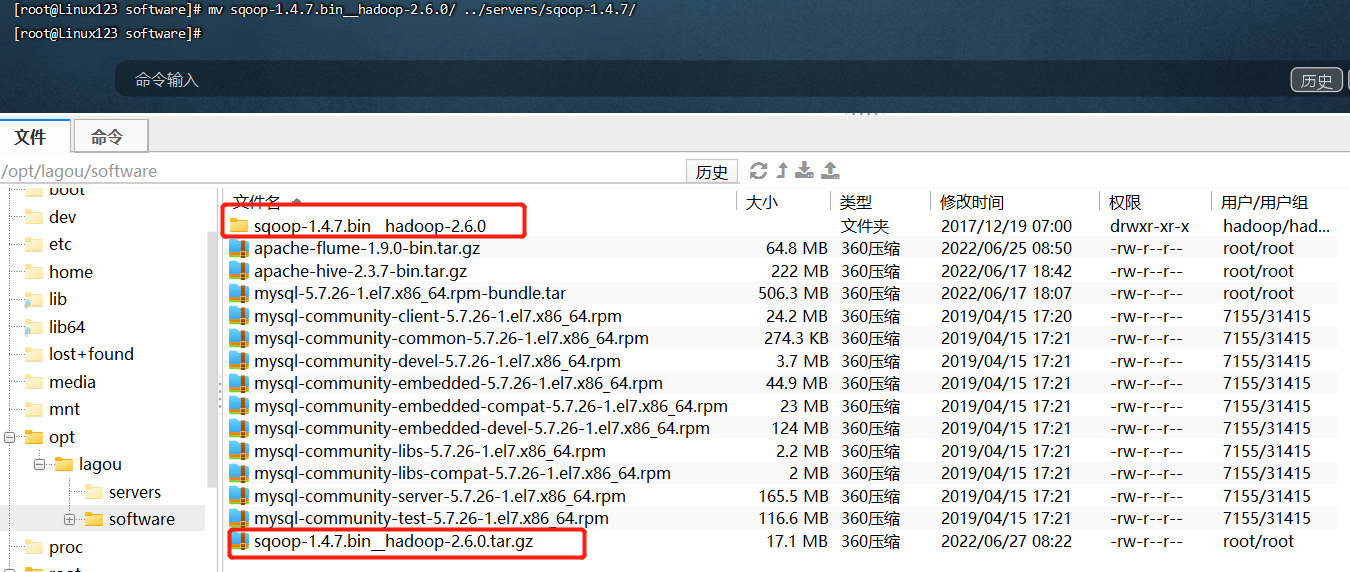 [root@Linux123 software]# mv sqoop-1.4.7.bin__hadoop-2.6.0/ ../servers/sqoop-1.4.7/
[root@Linux123 software]#
命令输入 历史
文件 命令
/opt/lagou/software 历史
boot
dev
etc
home
lib
lib64
lost+found
media
mnt
opt
lagou
servers
software
proc
root
文件名 大小 类型 修改时间 权限 用户/用户组
sqoop-1.4.7.bin__hadoop-2.6.0 文件夹 2017/12/19 07:00 drwxr-xr-x hadoop/had...
apache-flume-1.9.0-bin.tar.gz 64.8 MB 360压缩 2022/06/25 08:50 -rw-r--r-- root/root
apache-hive-2.3.7-bin.tar.gz 222 MB 360压缩 2022/06/17 18:42 -rw-r--r-- root/root
mysql-5.7.26-1.el7.x86_64.rpm-bundle.tar 506.3 MB 360压缩 2022/06/17 18:07 -rw-r--r-- root/root
mysql-community-client-5.7.26-1.el7.x86_64.rpm 24.2 MB 360压缩 2019/04/15 17:20 -rw-r--r-- 7155/31415
mysql-community-common-5.7.26-1.el7.x86_64.rpm 274.3 KB 360压缩 2019/04/15 17:21 -rw-r--r-- 7155/31415
mysql-community-devel-5.7.26-1.el7.x86_64.rpm 3.7 MB 360压缩 2019/04/15 17:21 -rw-r--r-- 7155/31415
mysql-community-embedded-5.7.26-1.el7.x86_64.rpm 44.9 MB 360压缩 2019/04/15 17:21 -rw-r--r-- 7155/31415
mysql-community-embedded-compat-5.7.26-1.el7.x86_64.rpm 23 MB 360压缩 2019/04/15 17:21 -rw-r--r-- 7155/31415
mysql-community-embedded-devel-5.7.26-1.el7.x86_64.rpm 124 MB 360压缩 2019/04/15 17:21 -rw-r--r-- 7155/31415
mysql-community-libs-5.7.26-1.el7.x86_64.rpm 2.2 MB 360压缩 2019/04/15 17:21 -rw-r--r-- 7155/31415
mysql-community-libs-compat-5.7.26-1.el7.x86_64.rpm 2 MB 360压缩 2019/04/15 17:21 -rw-r--r-- 7155/31415
mysql-community-server-5.7.26-1.el7.x86_64.rpm 165.5 MB 360压缩 2019/04/15 17:21 -rw-r--r-- 7155/31415
mysql-community-test-5.7.26-1.el7.x86_64.rpm 116.6 MB 360压缩 2019/04/15 17:21 -rw-r--r-- 7155/31415
sqoop-1.4.7.bin__hadoop-2.6.0.tar.gz 17.1 MB 360压缩 2022/06/27 08:22 -rw-r--r-- root/root